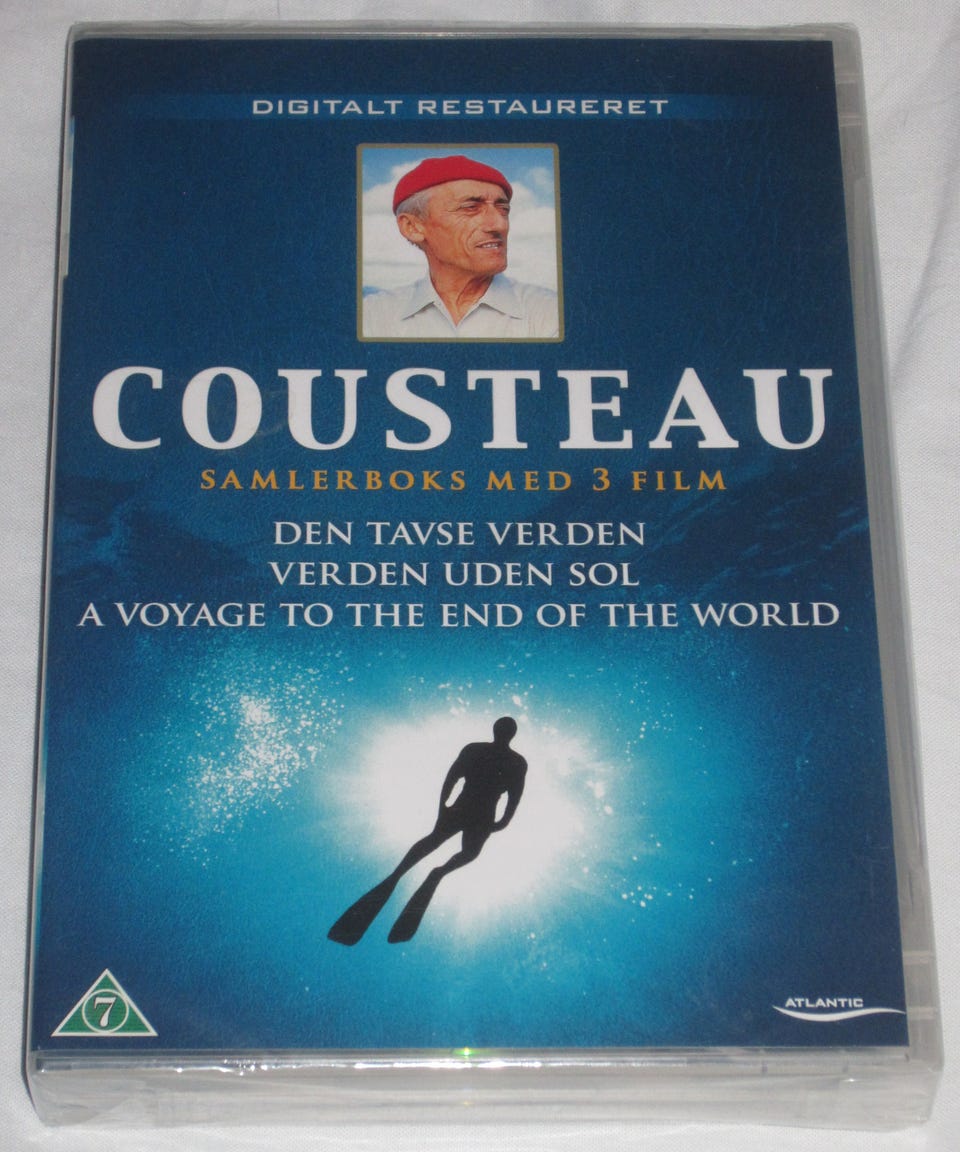 DIGITALT RESTAURERET
COUSTEAU
SAMLERBOKS MED 3 FILM
DEN TAVSE VERDEN
VERDEN UDEN SOL
A VOYAGE TO THE END OF THE WORLD
7
ATLANTIC